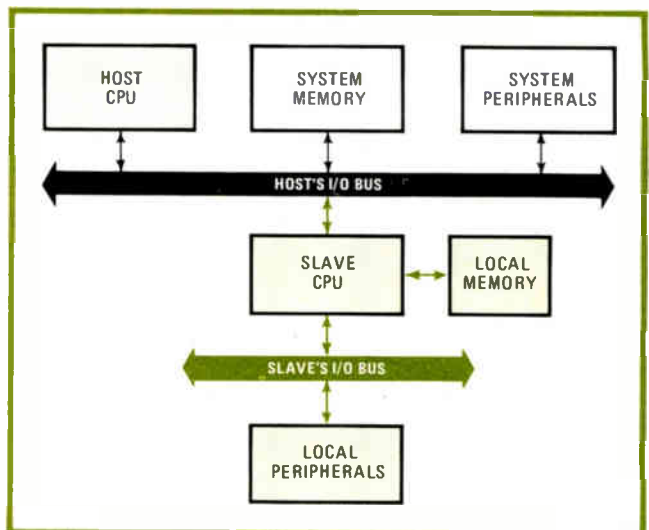 HOST
CPU
SYSTEM
MEMORY
SYSTEM
PERIPHERALS
HOST'S I/O BUS
SLAVE
CPU
LOCAL
MEMORY
SLAVE'S I/O BUS
LOCAL
PERIPHERALS